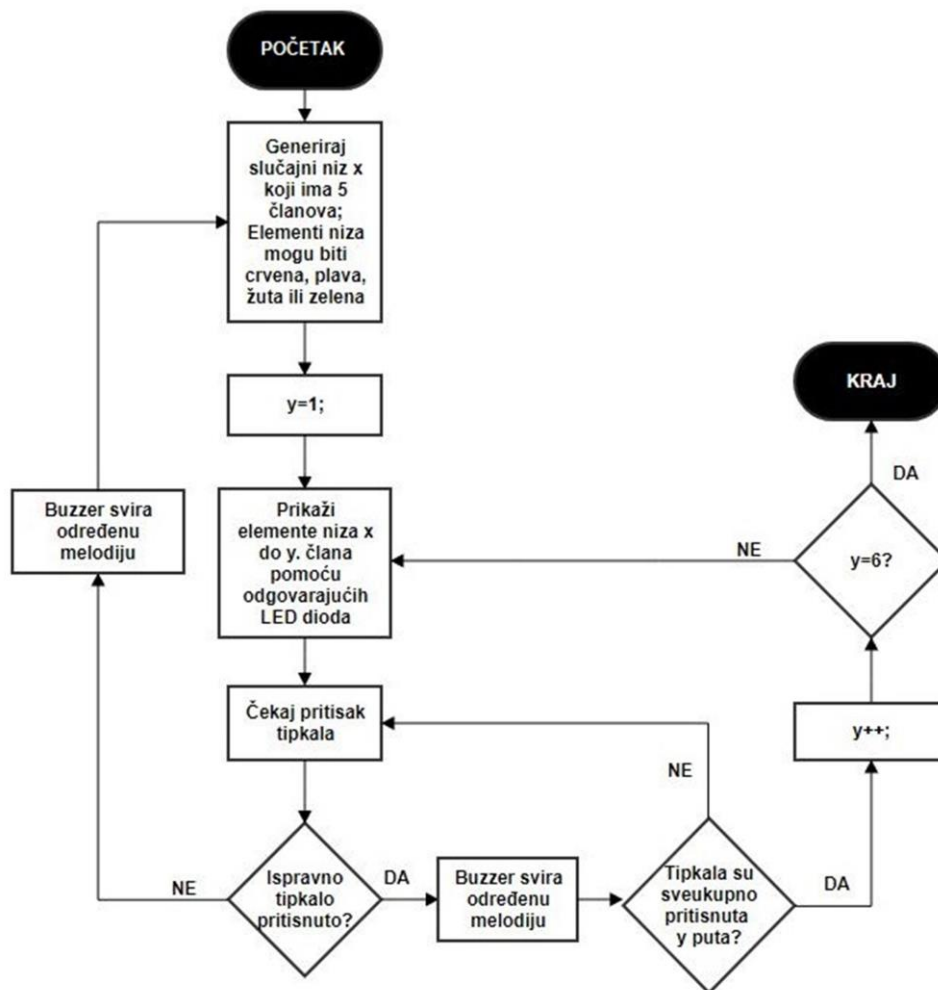 POČETAK
Generiraj
slučajni niz x
koji ima 5
članova;
Elementi niza
mogu biti
crvena, plava,
žuta ili zelena
y=1;
Prikaži
elemente niza x
do y. člana
pomoću
odgovarajućih
LED dioda
Čekaj pritisak
tipkala
Ispravno
tipkalo
pritisnuto?
NE
Buzzer svira
određenu
melodiju
DA
Buzzer svira
određenu
melodiju
Tipkala su
sveukupno
pritisnuta
y puta?
NE
DA
y++;
y=6?
NE
DA
KRAJ